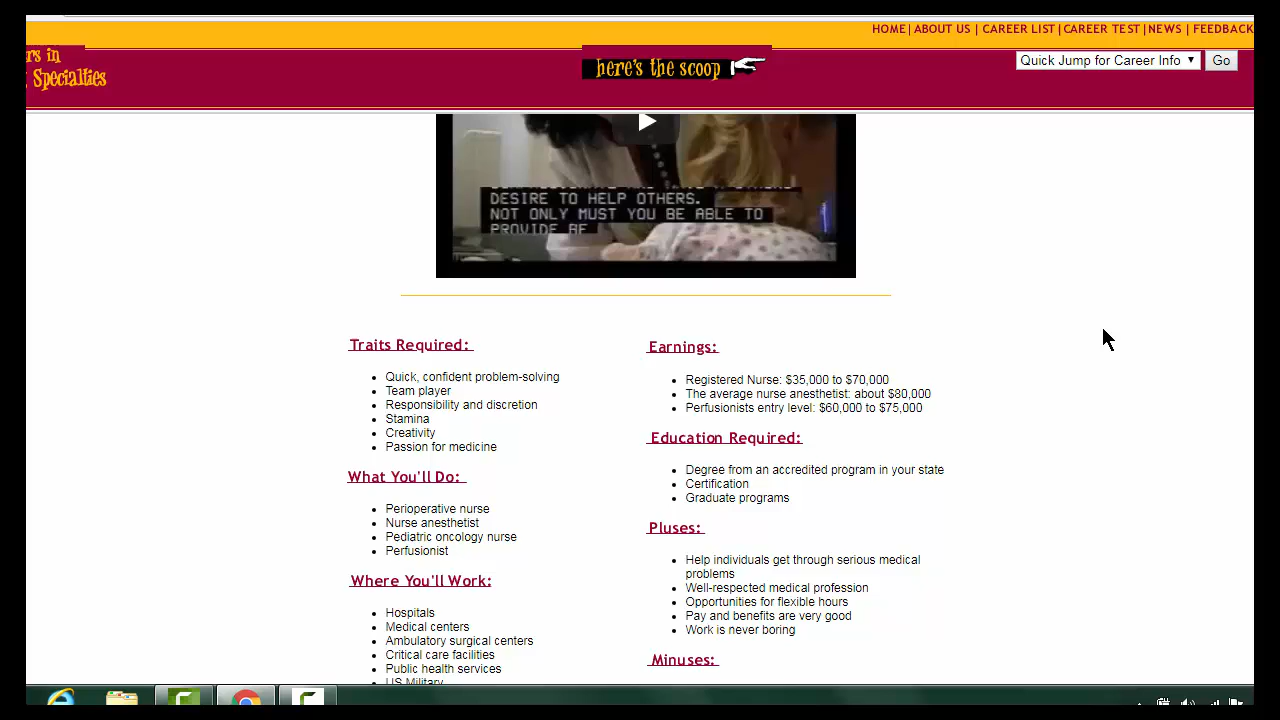 HOME| ABOUT US | CAREER LIST| CAREER TEST |NEWS | FEEDBACK
rs in
Specialties
here's the scoop
Quick Jump for Career Info
Go
DESIRE TO HELP OTHERS.
NOT ONLY MUST YOU BE ABLE TO
PROVIDE BE
Traits Required:
Quick, confident problem-solving
Team player
Responsibility and discretion
Stamina
Creativity
Passion for medicine
What You'll Do:
Perioperative nurse
Nurse anesthetist
Pediatric oncology nurse
Perfusionist
Where You'll Work:
Hospitals
Medical centers
Ambulatory surgical centers
Critical care facilities
Public health services
US Military
Earnings:
Registered Nurse: $35,000 to $70,000
The average nurse anesthetist: about $80,000
Perfusionists entry level: $60,000 to $75,000
Education Required:
Degree from an accredited program in your state
Certification
Graduate programs
Pluses:
Help individuals get through serious medical
problems
Well-respected medical profession
Opportunities for flexible hours
Pay and benefits are very good
Work is never boring
Minuses: